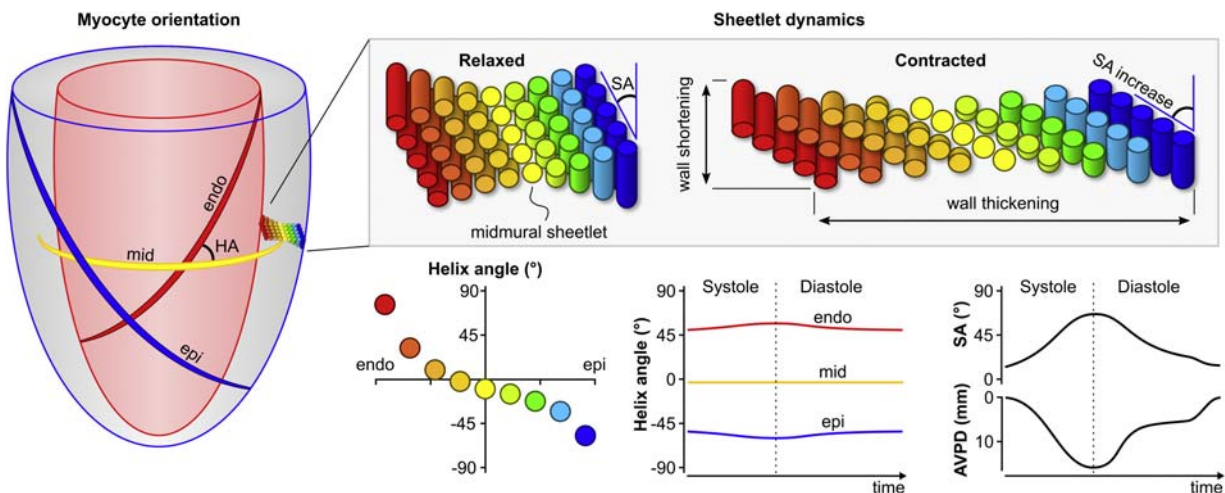 Myocyte orientation
Sheetlet dynamics
endo
mid
HA
epi
Relaxed
SA
midmural sheetlet
Contracted
SA increase
wall shortening
wall thickening
Helix angle (°)
90
45
endo
epi
-45
-90
Helix angle (°)
90
45
0
-45
-90
Systole
Diastole
endo
mid
epi
time
SA (°)
90
45
0
AVPD (mm)
0
10
Systole
Diastole
time